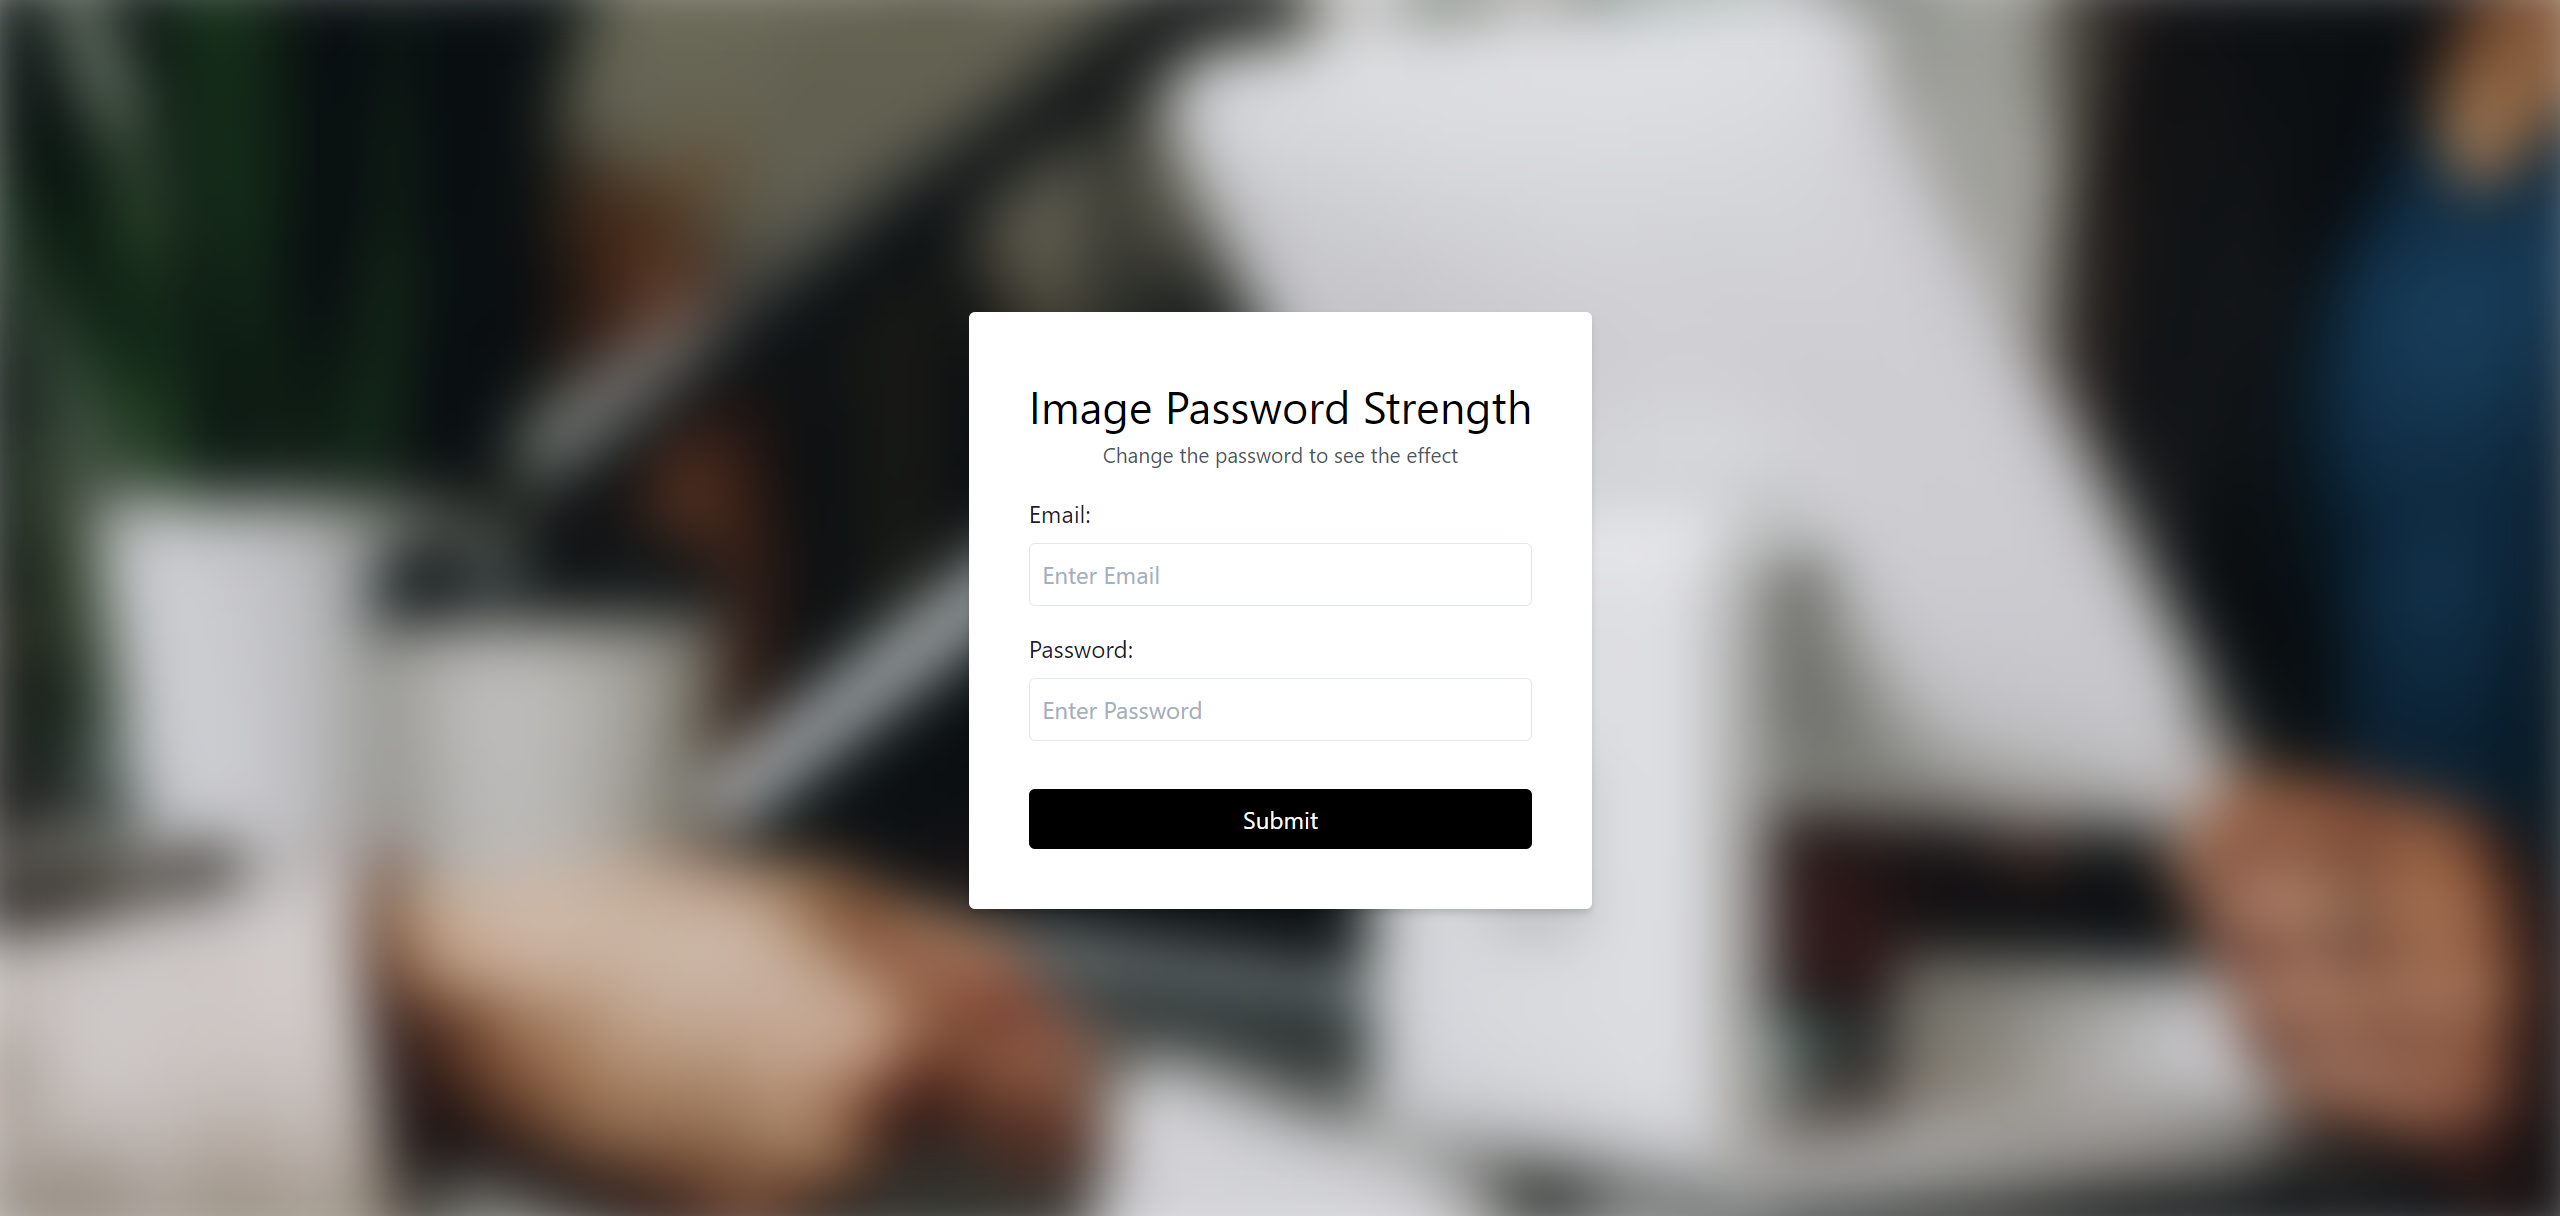 Image Password Strength
Change the password to see the effect
Email:
Enter Email
Password:
Enter Password
Submit